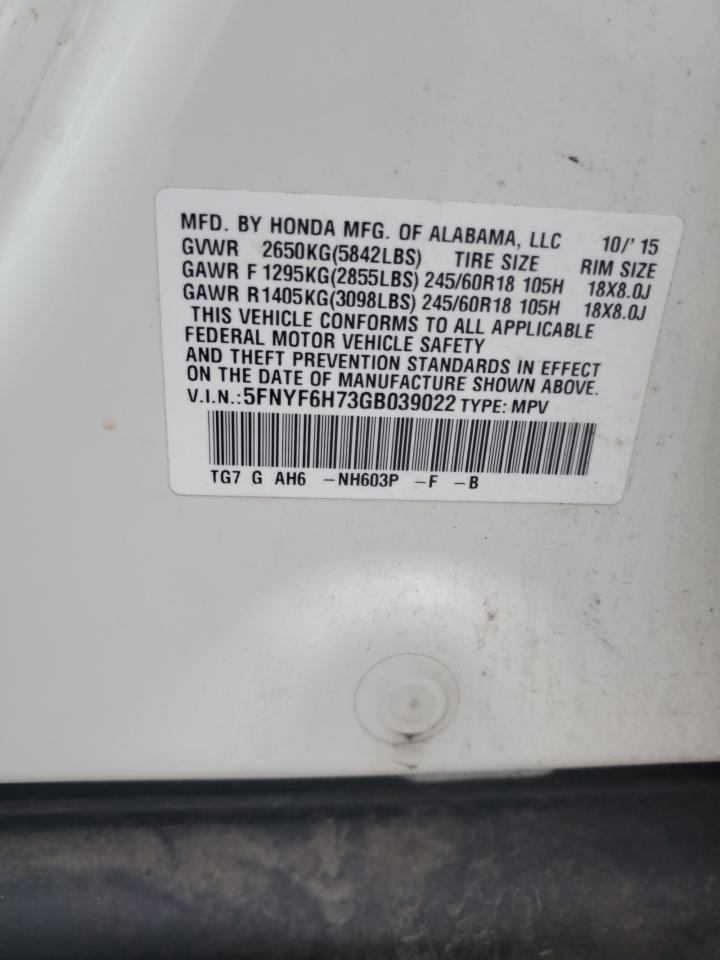 MFD. BY HONDA MFG. OF ALABAMA, LLC 10/' 15
GVWR 2650KG(5842LBS) TIRE SIZE RIM SIZE
GAWR F 1295KG(2855LBS) 245/60R18 105H 18X8.0J
GAWR R 1405KG(3098LBS) 245/60R18 105H 18X8.0J
THIS VEHICLE CONFORMS TO ALL APPLICABLE
FEDERAL MOTOR VEHICLE SAFETY
AND THEFT PREVENTION STANDARDS IN EFFECT
ON THE DATE OF MANUFACTURE SHOWN ABOVE.
V.I.N.: 5FNYF6H73GB039022 TYPE: MPV
TG7 G AH6 -NH603P -F -B